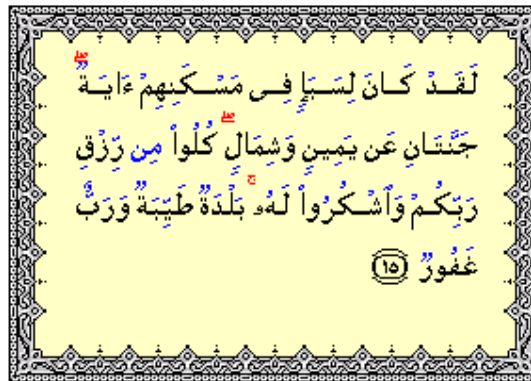 لَقَدْ كَانَ لِسَبَإٍ فِى مَسْكَنِهِمْ ءَايَةٌ ۖ
جَنَّتَانِ عَن يَمِينٍ وَشِمَالٍ ۖ كُلُوا۟ مِن رِّزْقِ
رَبِّكُمْ وَٱشْكُرُوا۟ لَهُۥ ۚ بَلْدَةٌ طَيِّبَةٌ وَرَبٌّ
غَفُورٌ ١٥